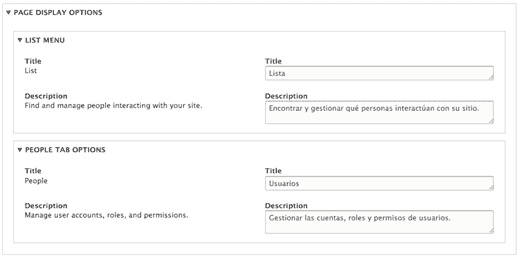 PAGE DISPLAY OPTIONS
LIST MENU
Title Title
List Lista
Description Description
Find and manage people interacting with your site. Encontrar y gestionar qué personas interactúan con su sitio.
PEOPLE TAB OPTIONS
Title Title
People Usuarios
Description Description
Manage user accounts, roles, and permissions. Gestionar las cuentas, roles y permisos de usuarios.